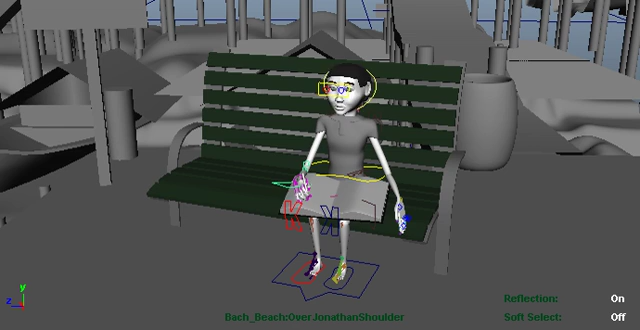 K K
y
z
Reflection: On
Bach_Beach:OverJonathanShoulder
Soft Select: Off